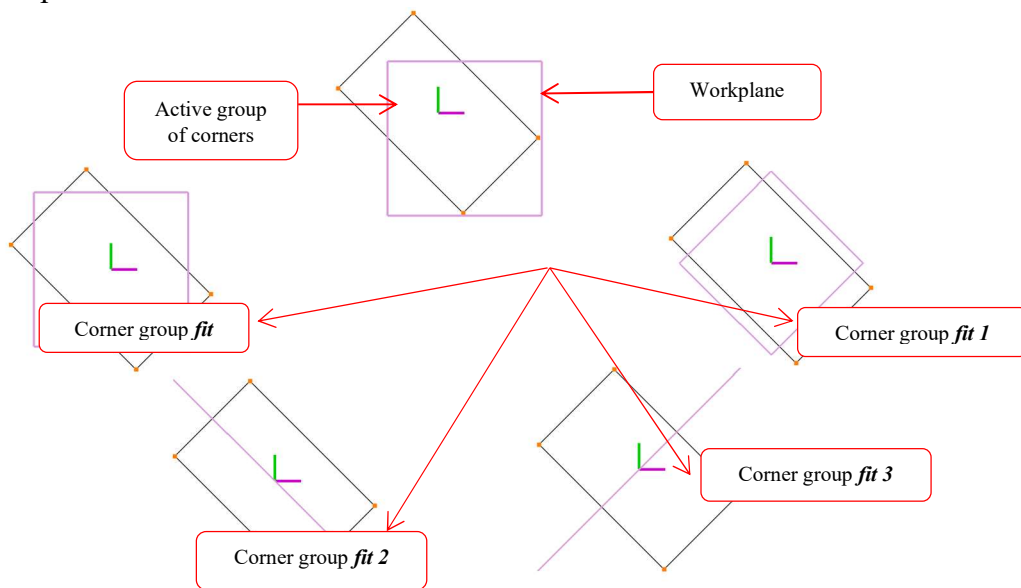 Active group
of corners
Workplane
Corner group fit
Corner group fit 1
Corner group fit 3
Corner group fit 2